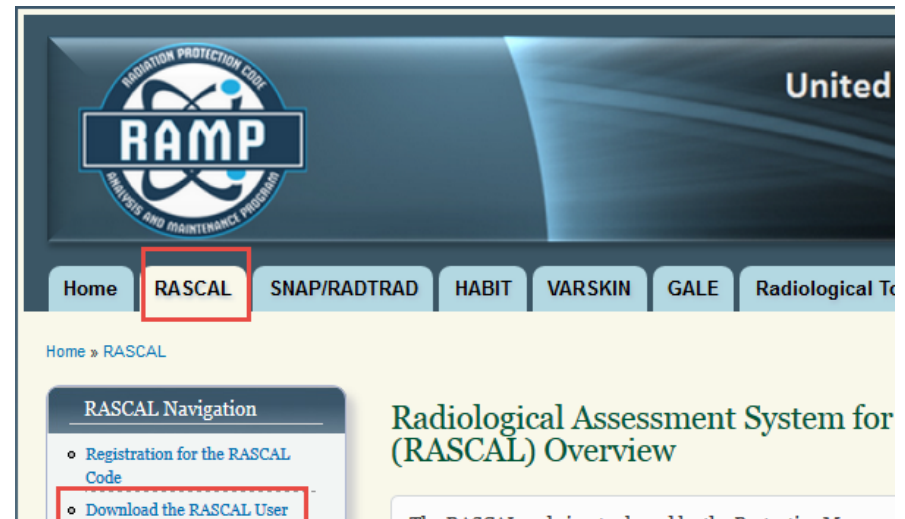 RADIATION PROTECTION CODE
RAMP
ANALYSIS AND MAINTENANCE PROGRAM
United
Home RASCAL SNAP/RADTRAD HABIT VARSKIN GALE Radiological To
Home » RASCAL
RASCAL Navigation
Registration for the RASCAL
Code
Download the RASCAL User
Radiological Assessment System for
(RASCAL) Overview